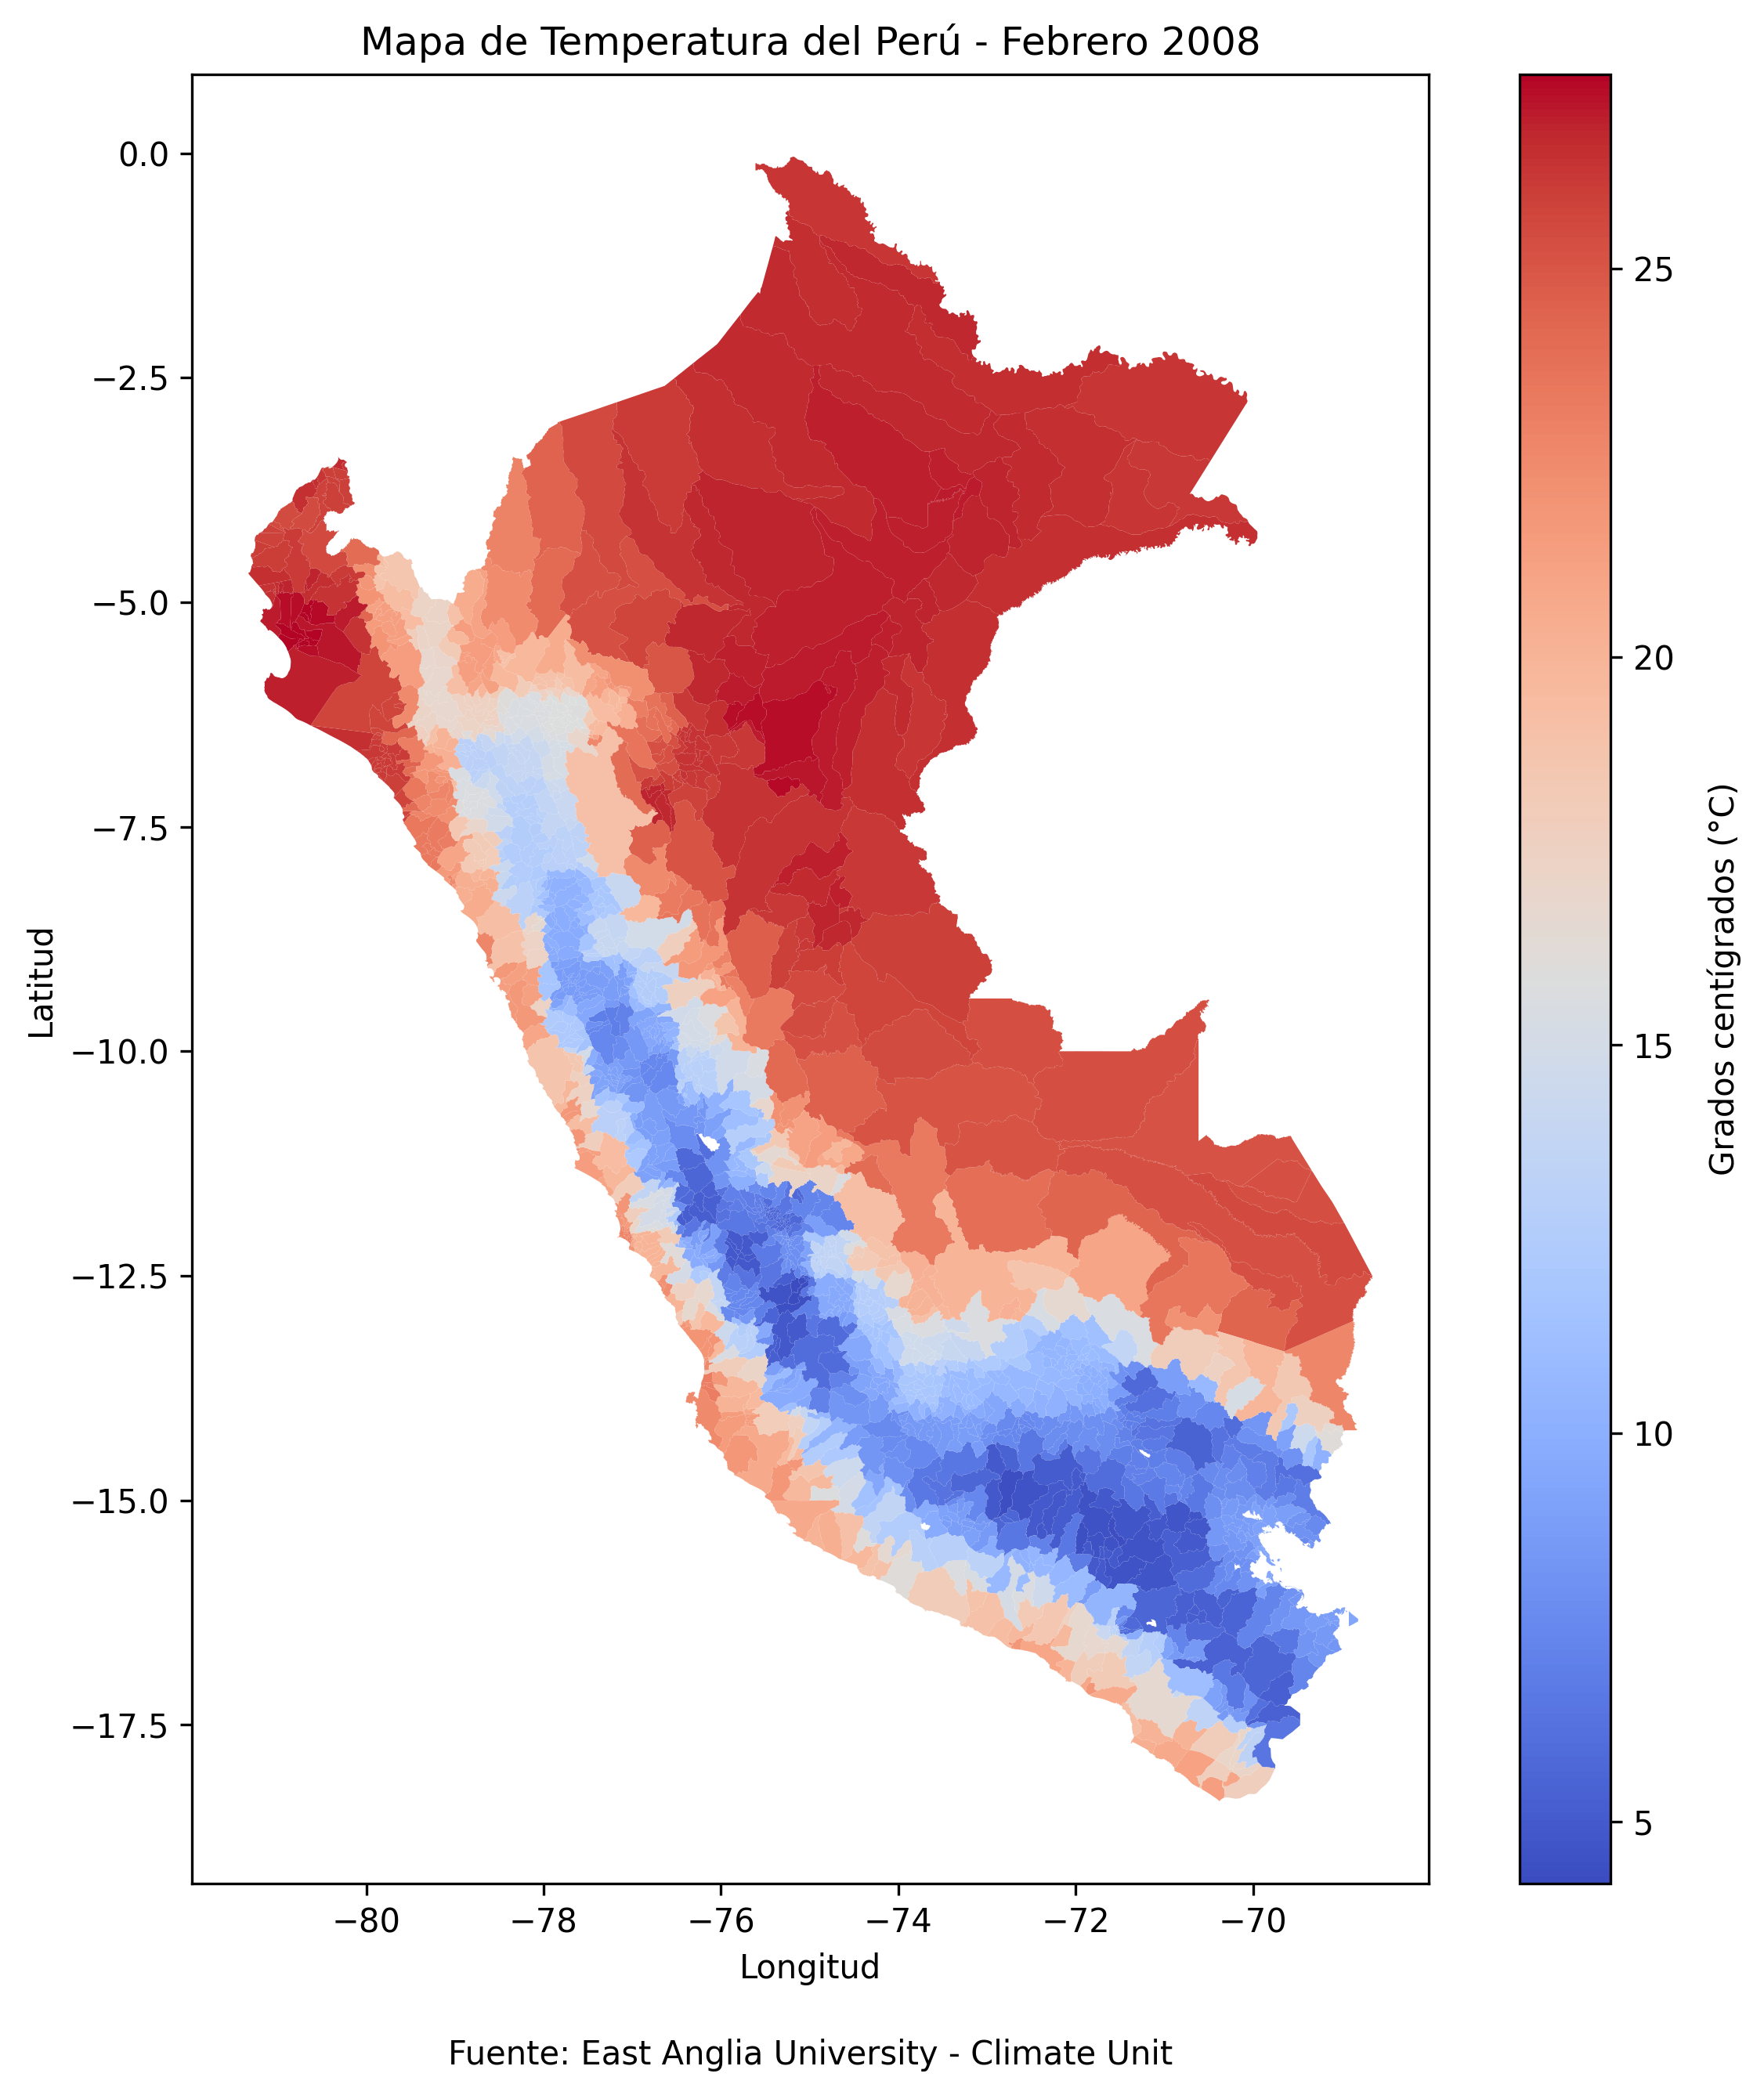 Mapa de Temperatura del Perú - Febrero 2008
0.0
−2.5
−5.0
−7.5
−10.0
−12.5
−15.0
−17.5
Latitud
−80 −78 −76 −74 −72 −70
Longitud
25
20
15
10
5
Grados centígrados (°C)
Fuente: East Anglia University - Climate Unit